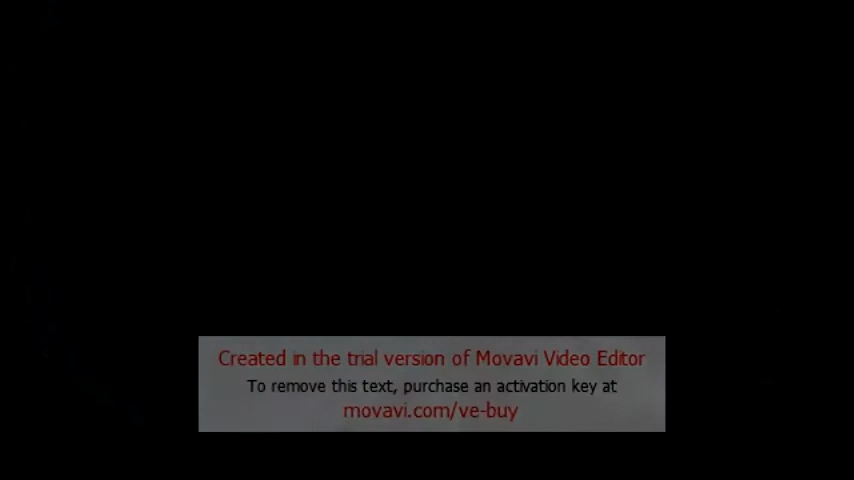 Created in the trial version of Movavi Video Editor
To remove this text, purchase an activation key at
movavi.com/ve-buy